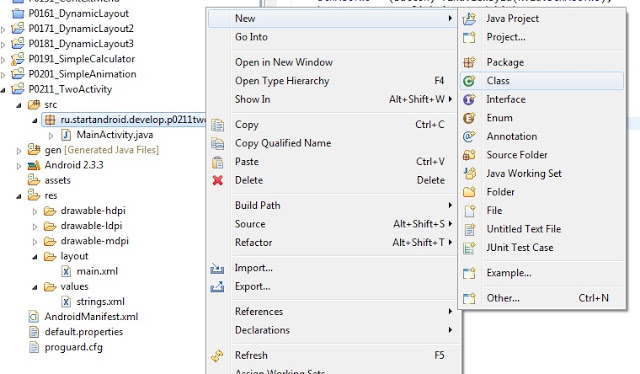 P0161_DynamicLayout
P0171_DynamicLayout2
P0181_DynamicLayout3
P0191_SimpleCalculator
P0201_SimpleAnimation
P0211_TwoActivity
src
ru.startandroid.develop.p0211twc
MainActivity.java
gen [Generated Java Files]
Android 2.3.3
assets
res
drawable-hdpi
drawable-ldpi
drawable-mdpi
layout
main.xml
values
strings.xml
AndroidManifest.xml
default.properties
proguard.cfg
New
Go Into
Open in New Window
Open Type Hierarchy F4
Show In Alt+Shift+W
Copy Ctrl+C
Copy Qualified Name
Paste Ctrl+V
Delete Delete
Build Path
Source Alt+Shift+S
Refactor Alt+Shift+T
Import...
Export...
References
Declarations
Refresh F5
Assign Working Sets
Java Project
Project...
Package
Class
Interface
Enum
Annotation
Source Folder
Java Working Set
Folder
File
Untitled Text File
JUnit Test Case
Example...
Other... Ctrl+N